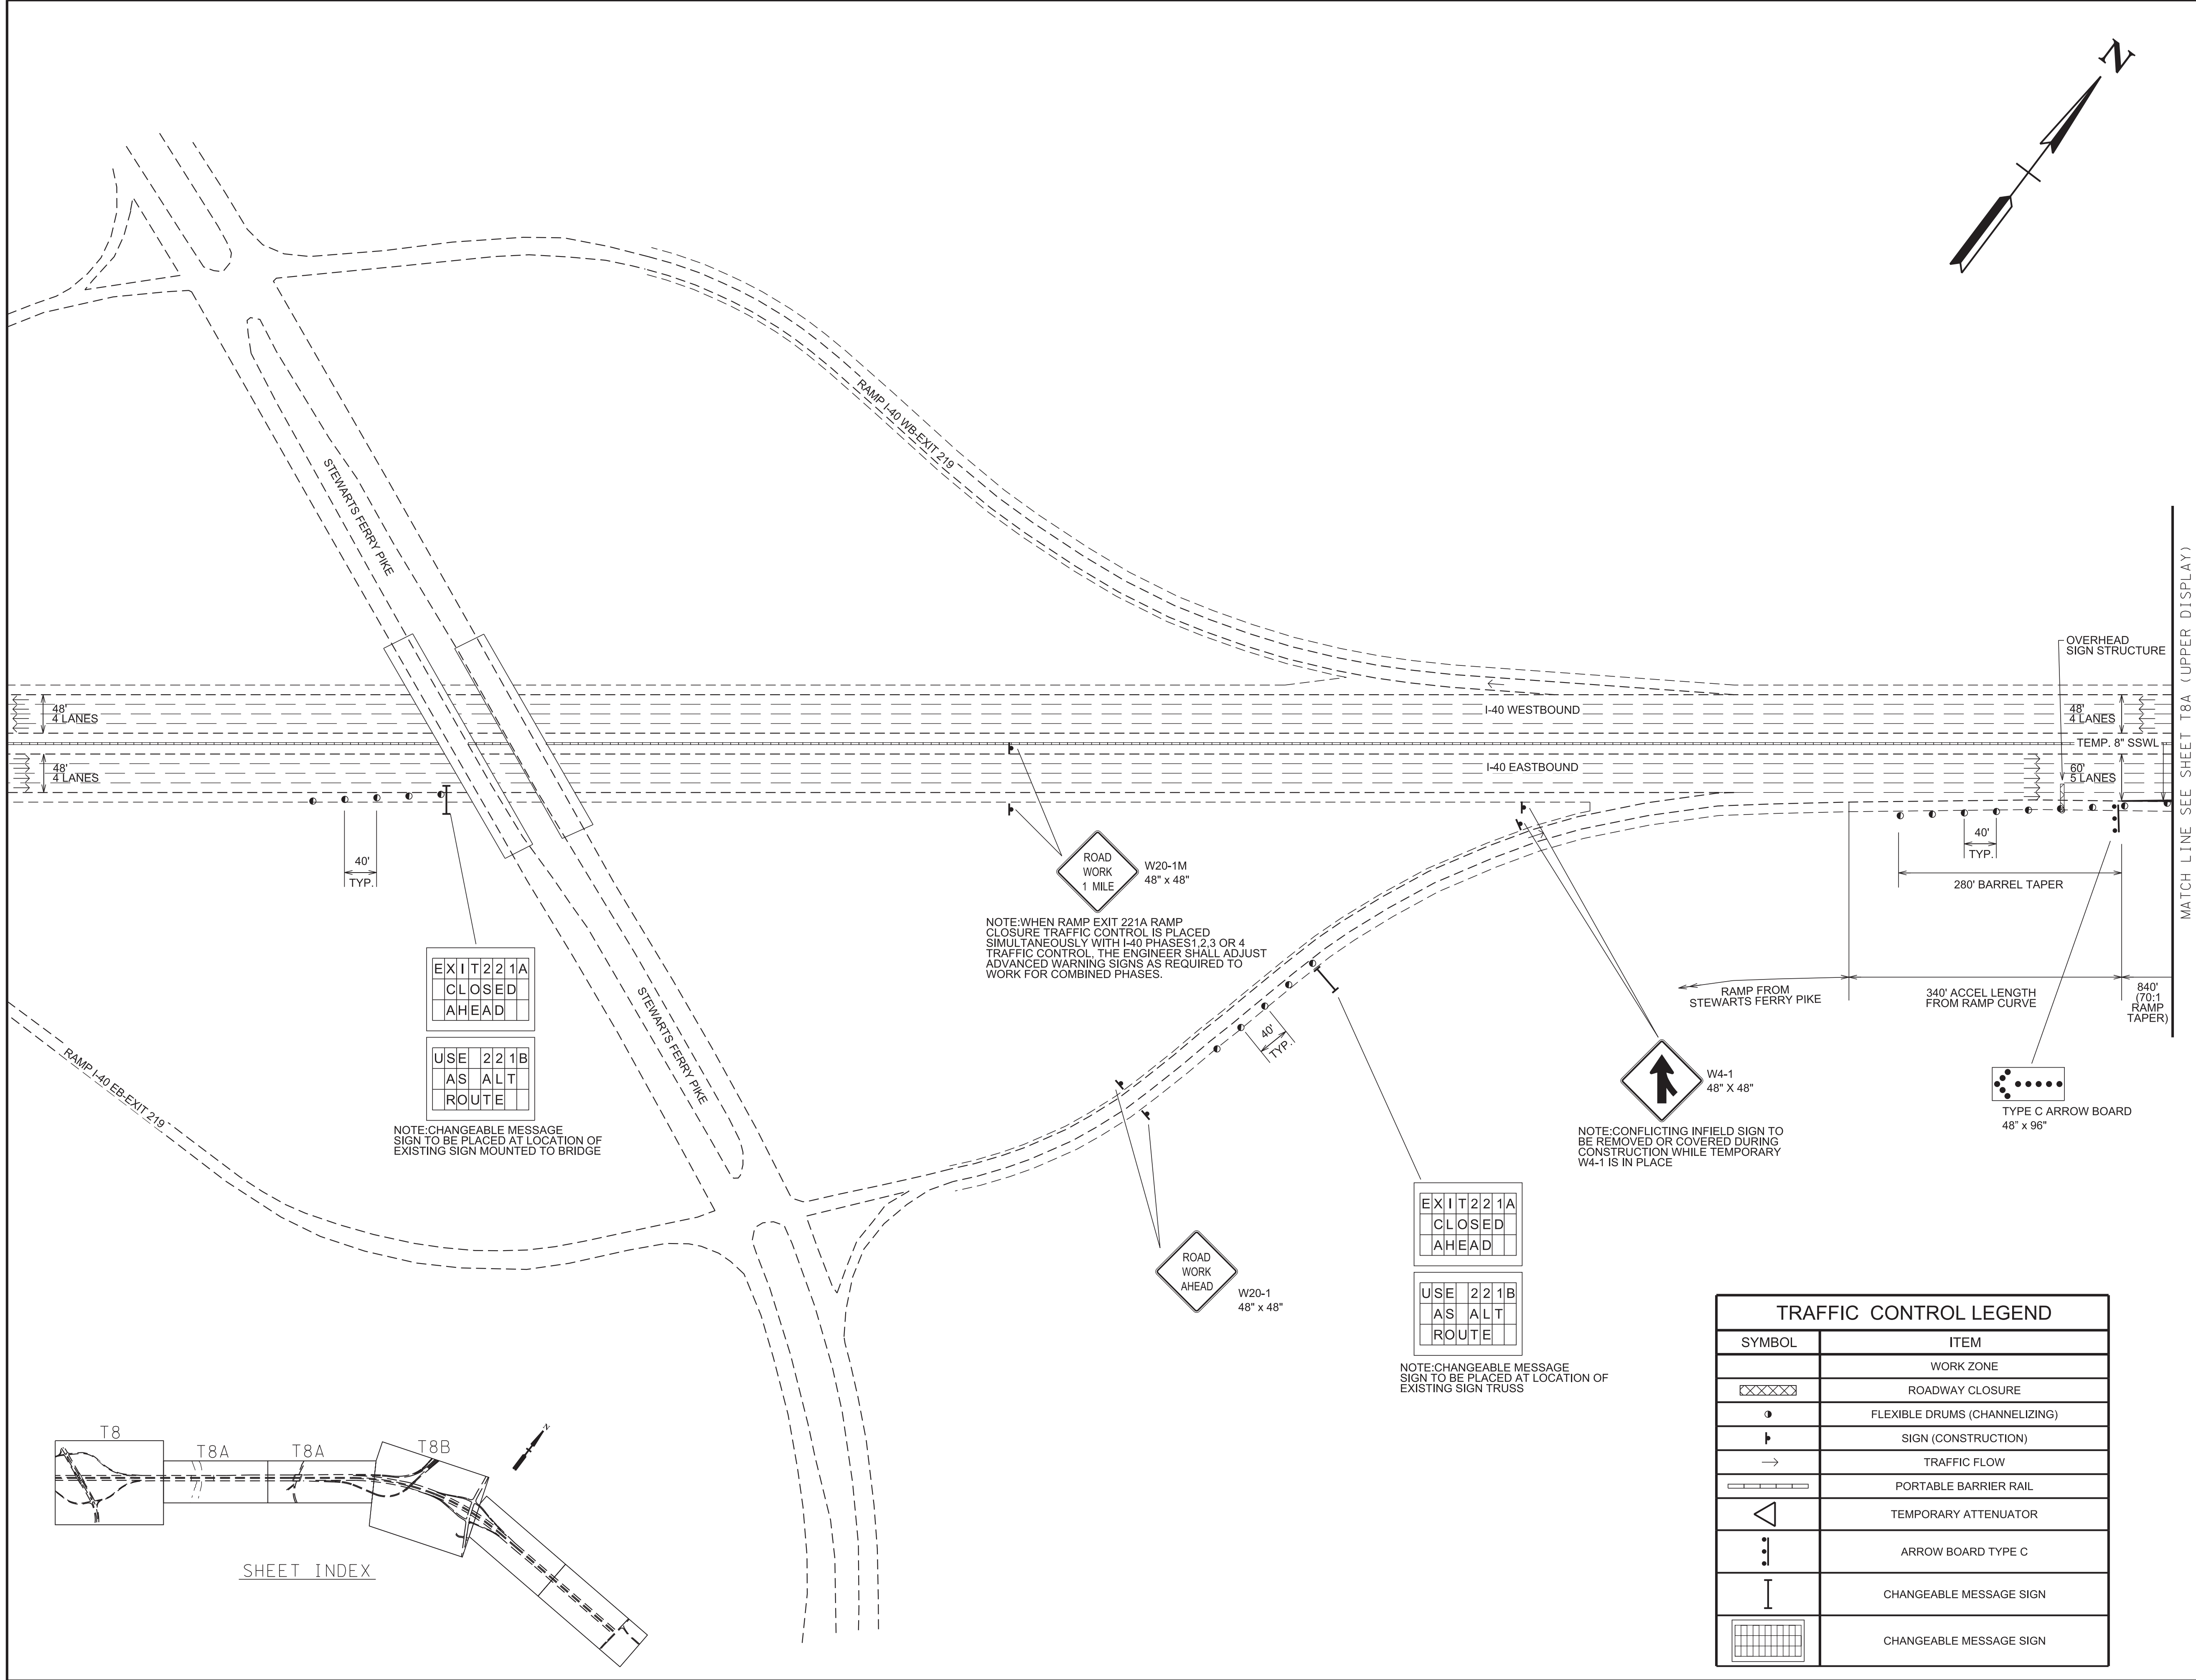 N
RAMP I-40 WB-EXIT 219
STEWARTS FERRY PIKE
MATCH LINE SEE SHEET T8A (UPPER DISPLAY)
OVERHEAD
SIGN STRUCTURE
48'
4 LANES
I-40 WESTBOUND
48'
4 LANES
TEMP. 8" SSWL
48'
4 LANES
I-40 EASTBOUND
60'
5 LANES
40'
TYP.
ROAD
WORK
1 MILE
W20-1M
48" x 48"
40'
TYP.
280' BARREL TAPER
NOTE:WHEN RAMP EXIT 221A RAMP
CLOSURE TRAFFIC CONTROL IS PLACED
SIMULTANEOUSLY WITH I-40 PHASES1,2,3 OR 4
TRAFFIC CONTROL, THE ENGINEER SHALL ADJUST
ADVANCED WARNING SIGNS AS REQUIRED TO
WORK FOR COMBINED PHASES.
EXIT221A
CLOSED
AHEAD
USE 221B
AS ALT
ROUTE
NOTE:CHANGEABLE MESSAGE
SIGN TO BE PLACED AT LOCATION OF
EXISTING SIGN MOUNTED TO BRIDGE
STEWARTS FERRY PIKE
RAMP I-40 EB-EXIT 219
40'
TYP.
RAMP FROM
STEWARTS FERRY PIKE
340' ACCEL LENGTH
FROM RAMP CURVE
840'
(70:1
RAMP
TAPER)
W4-1
48" X 48"
NOTE:CONFLICTING INFIELD SIGN TO
BE REMOVED OR COVERED DURING
CONSTRUCTION WHILE TEMPORARY
W4-1 IS IN PLACE
TYPE C ARROW BOARD
48" x 96"
ROAD
WORK
AHEAD
W20-1
48" x 48"
EXIT221A
CLOSED
AHEAD
USE 221B
AS ALT
ROUTE
NOTE:CHANGEABLE MESSAGE
SIGN TO BE PLACED AT LOCATION OF
EXISTING SIGN TRUSS
T8
T8A
T8A
T8B
N
SHEET INDEX
TRAFFIC CONTROL LEGEND
SYMBOL ITEM
WORK ZONE
ROADWAY CLOSURE
FLEXIBLE DRUMS (CHANNELIZING)
SIGN (CONSTRUCTION)
TRAFFIC FLOW
PORTABLE BARRIER RAIL
TEMPORARY ATTENUATOR
ARROW BOARD TYPE C
CHANGEABLE MESSAGE SIGN
CHANGEABLE MESSAGE SIGN